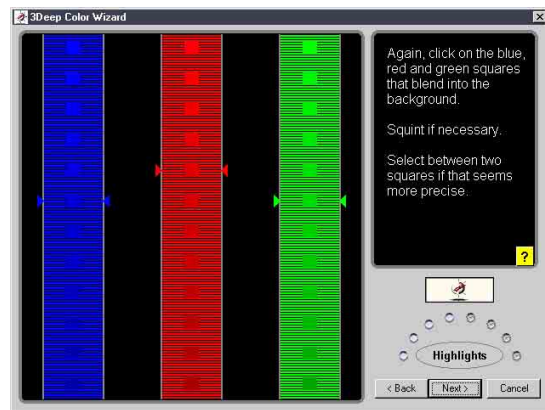 3Deep Color Wizard
Again, click on the blue,
red and green squares
that blend into the
background.
Squint if necessary.
Select between two
squares if that seems
more precise.
?
Highlights
< Back
Next >
Cancel